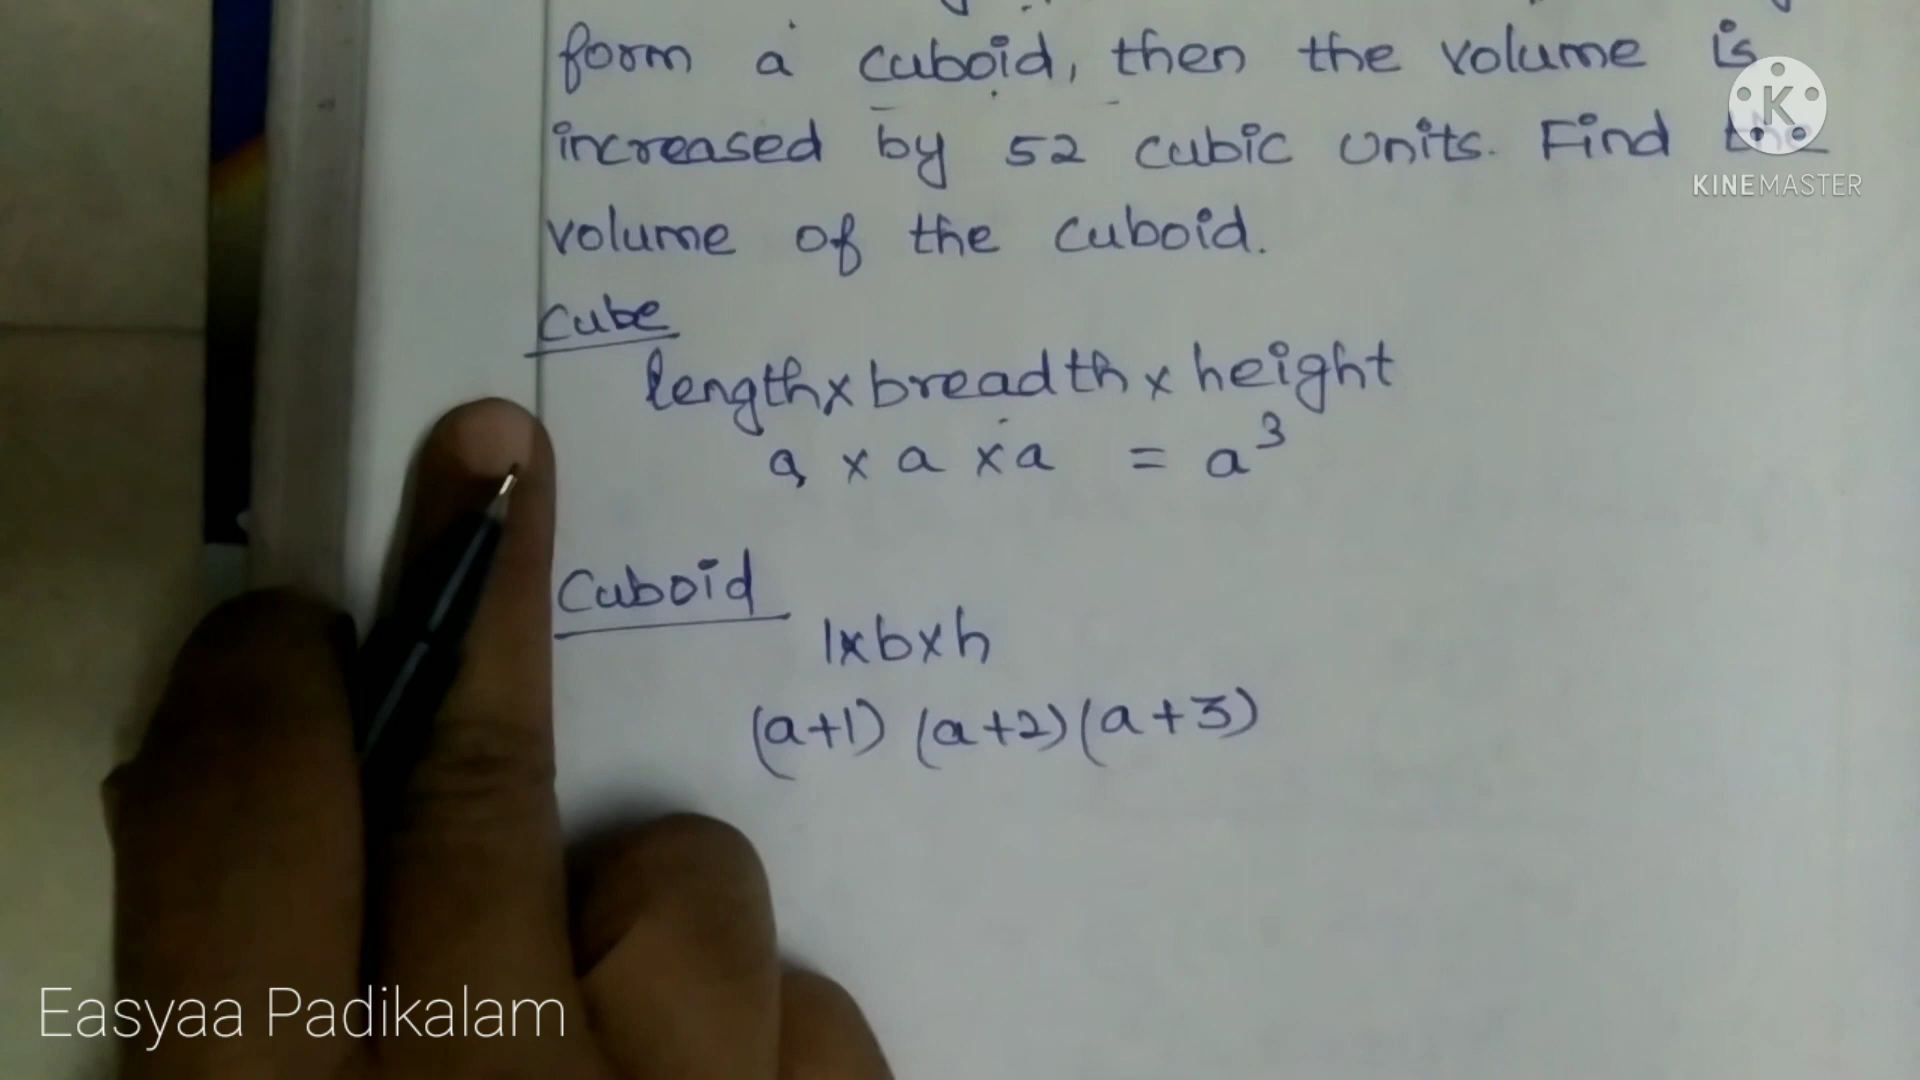 form a cuboid, then the volume is
increased by 52 cubic units. Find the
volume of the cuboid.
Cube
length x breadth x height
a x a x a = a³
Cuboid
l x b x h
(a+1) (a+2) (a+3)
K
KINEMASTER
Easyaa Padikalam